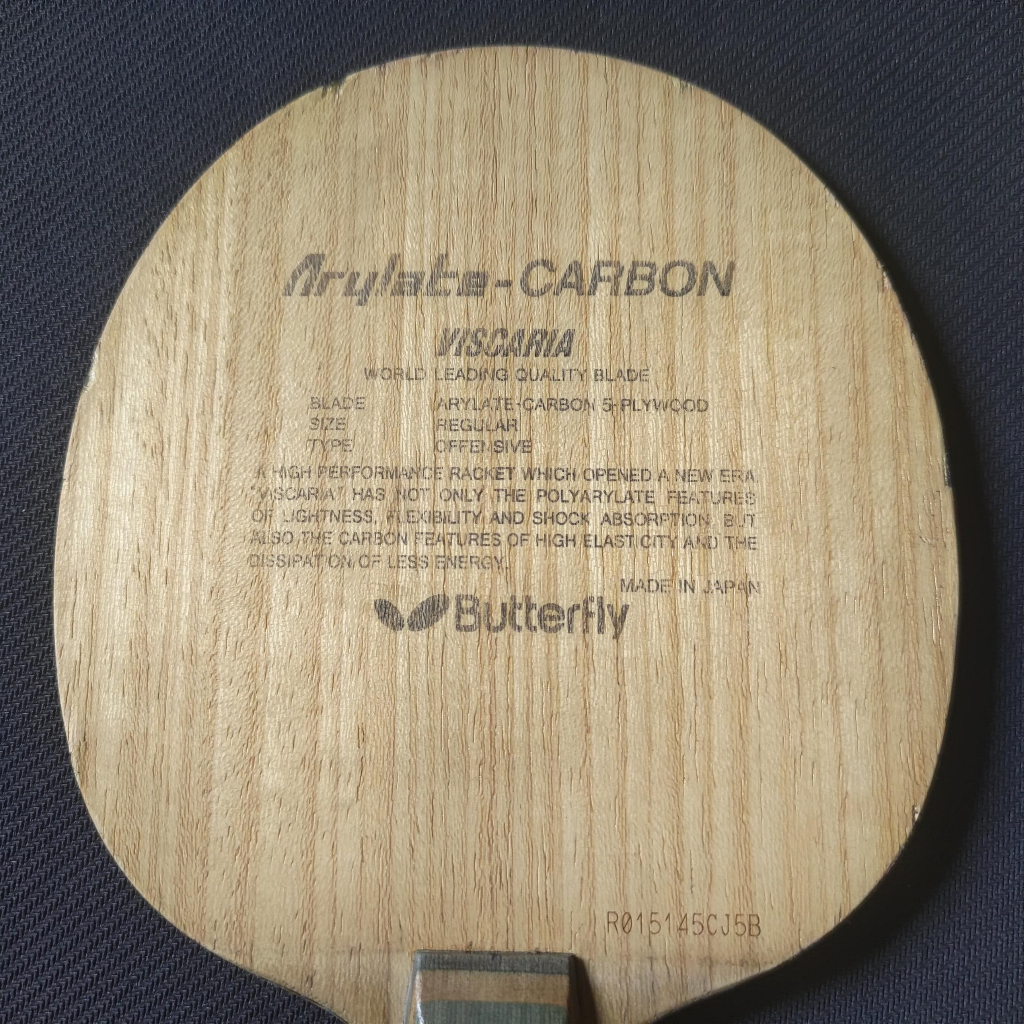 Arylate-CARBON
VISCARIA
WORLD LEADING QUALITY BLADE
BLADE ARYLATE-CARBON 5-PLYWOOD
SIZE REGULAR
TYPE OFFENSIVE
A HIGH PERFORMANCE RACKET WHICH OPENED A NEW ERA.
"VISCARIA" HAS NOT ONLY THE POLYARYLATE FEATURES
OF LIGHTNESS, FLEXIBILITY AND SHOCK ABSORPTION, BUT
ALSO THE CARBON FEATURES OF HIGH ELASTICITY AND THE
DISSIPATION OF LESS ENERGY.
MADE IN JAPAN
Butterfly
R015145CJ5B